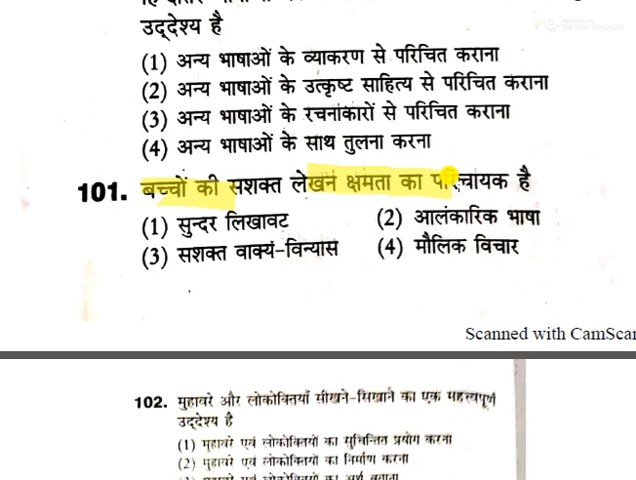 उद्देश्य है
(1) अन्य भाषाओं के व्याकरण से परिचित कराना
(2) अन्य भाषाओं के उत्कृष्ट साहित्य से परिचित कराना
(3) अन्य भाषाओं के रचनाकारों से परिचित कराना
(4) अन्य भाषाओं के साथ तुलना करना
101. बच्चों की सशक्त लेखन क्षमता का परिचायक है
(1) सुन्दर लिखावट (2) आलंकारिक भाषा
(3) सशक्त वाक्य-विन्यास (4) मौलिक विचार
Scanned with CamScan
102. मुहावरे और लोकोक्तियाँ सीखने-सिखाने का एक महत्त्वपूर्ण
उद्देश्य है
(1) मुहावरे एवं लोकोक्तियों का सुचिन्तित प्रयोग करना
(2) मुहावरे एवं लोकोक्तियों का निर्माण करना